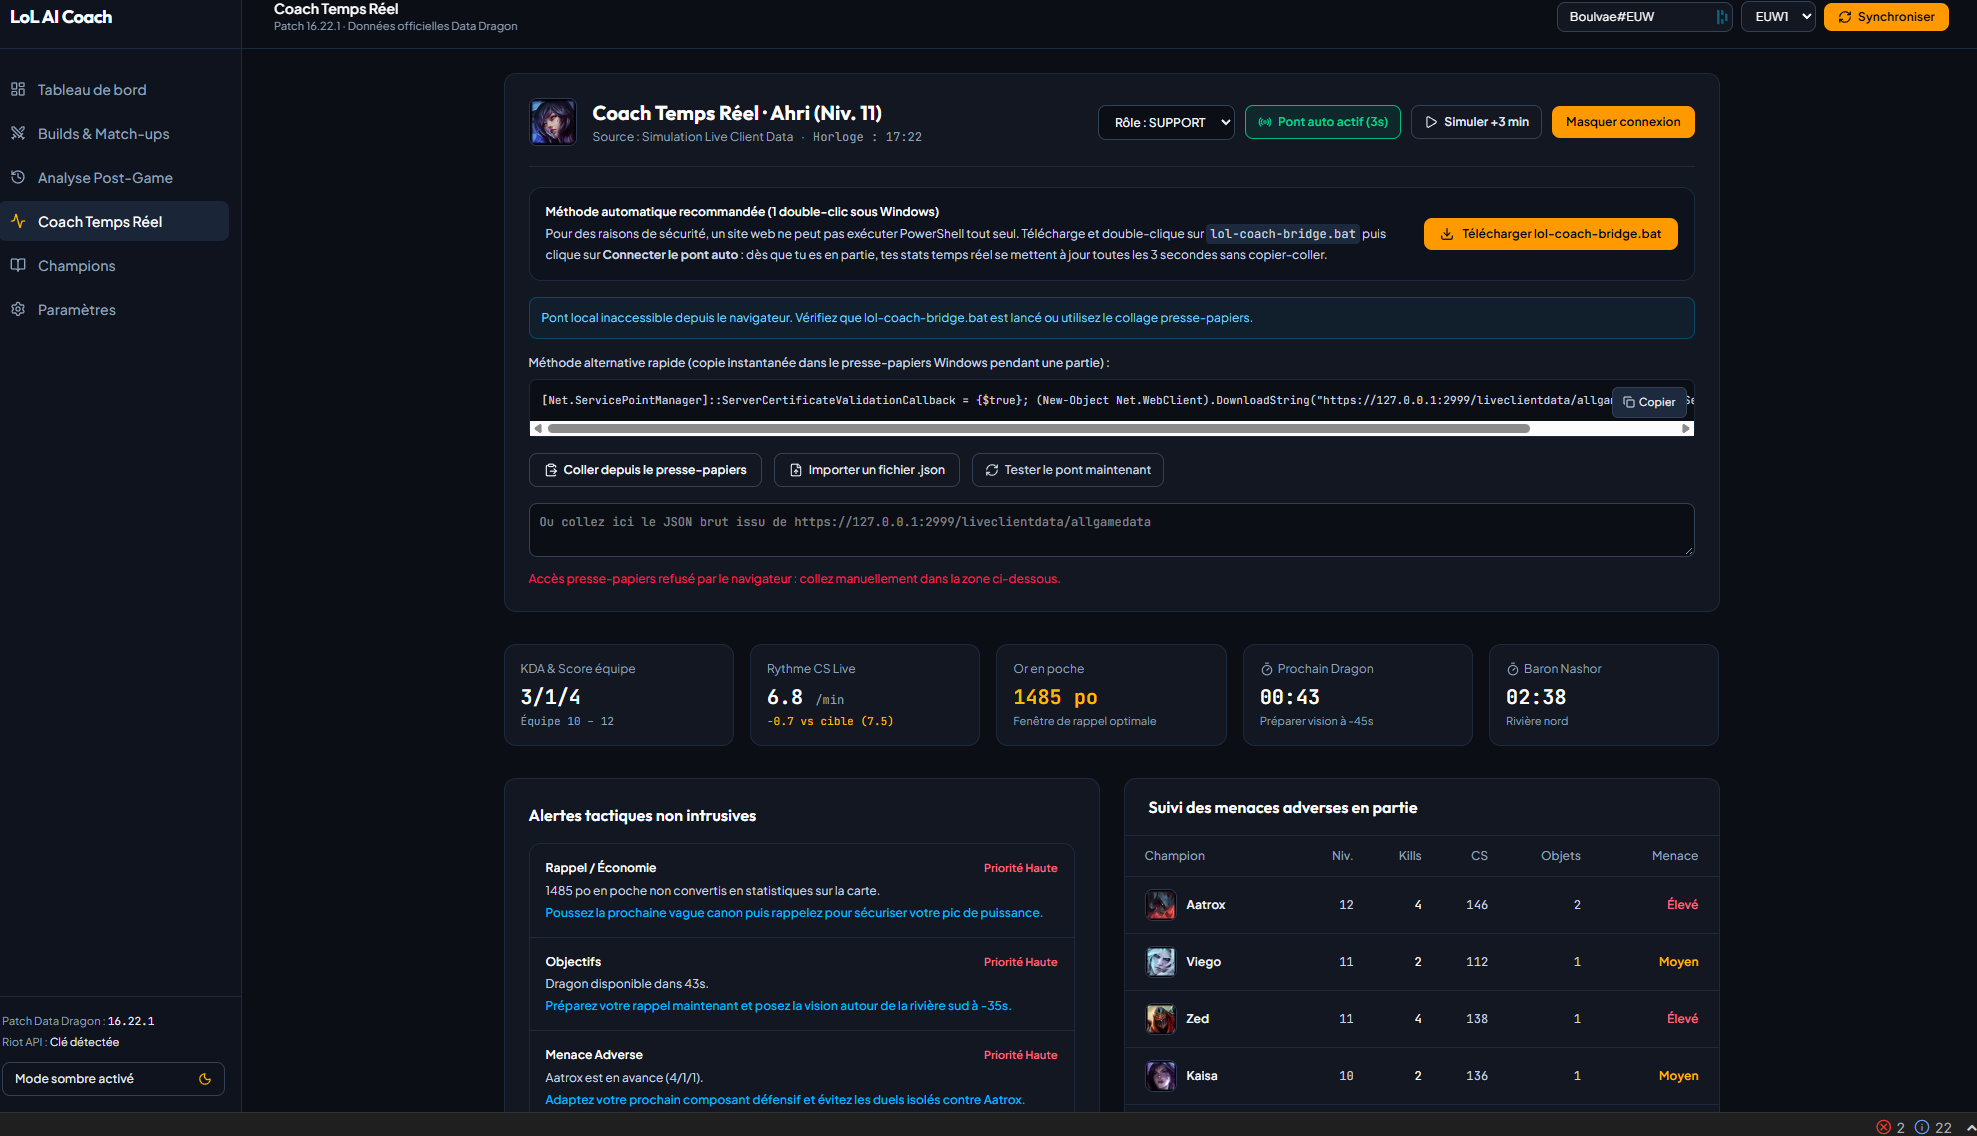 LoL AI Coach
Coach Temps Réel
Patch 16.22.1 · Données officielles Data Dragon
Boulvae#EUW
EUW1
Synchroniser
Tableau de bord
Builds & Match-ups
Analyse Post-Game
Coach Temps Réel
Champions
Paramètres
Coach Temps Réel · Ahri (Niv. 11)
Source : Simulation Live Client Data · Horloge : 17:22
Rôle : SUPPORT
Pont auto actif (3s)
Simuler +3 min
Masquer connexion
Méthode automatique recommandée (1 double-clic sous Windows)
Pour des raisons de sécurité, un site web ne peut pas exécuter PowerShell tout seul. Télécharge et double-clique sur lol-coach-bridge.bat puis
clique sur Connecter le pont auto : dès que tu es en partie, tes stats temps réel se mettent à jour toutes les 3 secondes sans copier-coller.
Télécharger lol-coach-bridge.bat
Pont local inaccessible depuis le navigateur. Vérifiez que lol-coach-bridge.bat est lancé ou utilisez le collage presse-papiers.
Méthode alternative rapide (copie instantanée dans le presse-papiers Windows pendant une partie) :
[Net.ServicePointManager]::ServerCertificateValidationCallback = {$true}; (New-Object Net.WebClient).DownloadString("https://127.0.0.1:2999/liveclientdata/allga
Copier
Coller depuis le presse-papiers
Importer un fichier .json
Tester le pont maintenant
Ou collez ici le JSON brut issu de https://127.0.0.1:2999/liveclientdata/allgamedata
Accès presse-papiers refusé par le navigateur : collez manuellement dans la zone ci-dessous.
KDA & Score équipe
3/1/4
Équipe 10 - 12
Rythme CS Live
6.8 /min
-0.7 vs cible (7.5)
Or en poche
1485 po
Fenêtre de rappel optimale
Prochain Dragon
00:43
Préparer vision à -45s
Baron Nashor
02:38
Rivière nord
Alertes tactiques non intrusives
Rappel / Économie
Priorité Haute
1485 po en poche non convertis en statistiques sur la carte.
Poussez la prochaine vague canon puis rappelez pour sécuriser votre pic de puissance.
Objectifs
Priorité Haute
Dragon disponible dans 43s.
Préparez votre rappel maintenant et posez la vision autour de la rivière sud à -35s.
Menace Adverse
Priorité Haute
Aatrox est en avance (4/1/1).
Adaptez votre prochain composant défensif et évitez les duels isolés contre Aatrox.
Suivi des menaces adverses en partie
Champion Niv. Kills CS Objets Menace
Aatrox 12 4 146 2 Élevé
Viego 11 2 112 1 Moyen
Zed 11 4 138 1 Élevé
Kaisa 10 2 136 1 Moyen
Patch Data Dragon : 16.22.1
Riot API : Clé détectée
Mode sombre activé
2 22